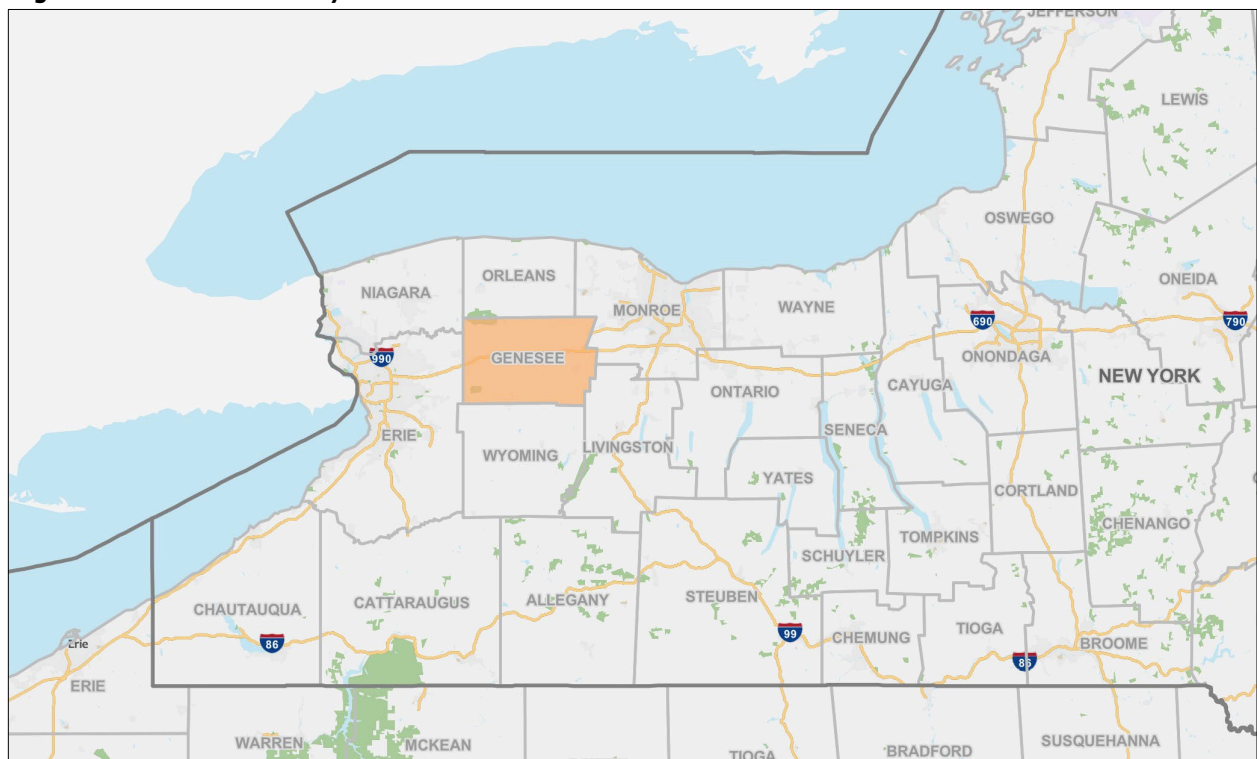 JEFFERSON
LEWIS
OSWEGO
ONEIDA
ORLEANS
NIAGARA
MONROE
WAYNE
690
790
990
GENESEE
ONONDAGA
NEW YORK
CAYUGA
ONTARIO
SENECA
ERIE
WYOMING
LIVINGSTON
YATES
CORTLAND
CHENANGO
TOMPKINS
SCHUYLER
STEUBEN
ALLEGANY
CATTARAUGUS
CHAUTAUQUA
86
99
CHEMUNG
TIOGA
BROOME
86
Erie
ERIE
WARREN
MCKEAN
TIOGA
BRADFORD
SUSQUEHANNA